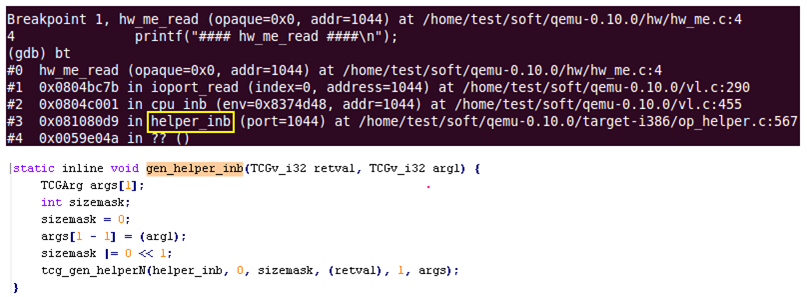 Breakpoint 1, hw_me_read (opaque=0x0, addr=1044) at /home/test/soft/qemu-0.10.0/hw/hw_me.c:4
4 printf("#### hw_me_read ####\n");
(gdb) bt
#0 hw_me_read (opaque=0x0, addr=1044) at /home/test/soft/qemu-0.10.0/hw/hw_me.c:4
#1 0x0804bc7b in ioport_read (index=0, address=1044) at /home/test/soft/qemu-0.10.0/vl.c:290
#2 0x0804c001 in cpu_inb (env=0x8374d48, addr=1044) at /home/test/soft/qemu-0.10.0/vl.c:455
#3 0x081080d9 in helper_inb (port=1044) at /home/test/soft/qemu-0.10.0/target-i386/op_helper.c:567
#4 0x0059e04a in ?? ()
static inline void gen_helper_inb(TCGv_i32 retval, TCGv_i32 arg1) {
TCGArg args[1];
int sizemask;
sizemask = 0;
args[1 - 1] = (arg1);
sizemask |= 0 << 1;
tcg_gen_helperN(helper_inb, 0, sizemask, (retval), 1, args);
}